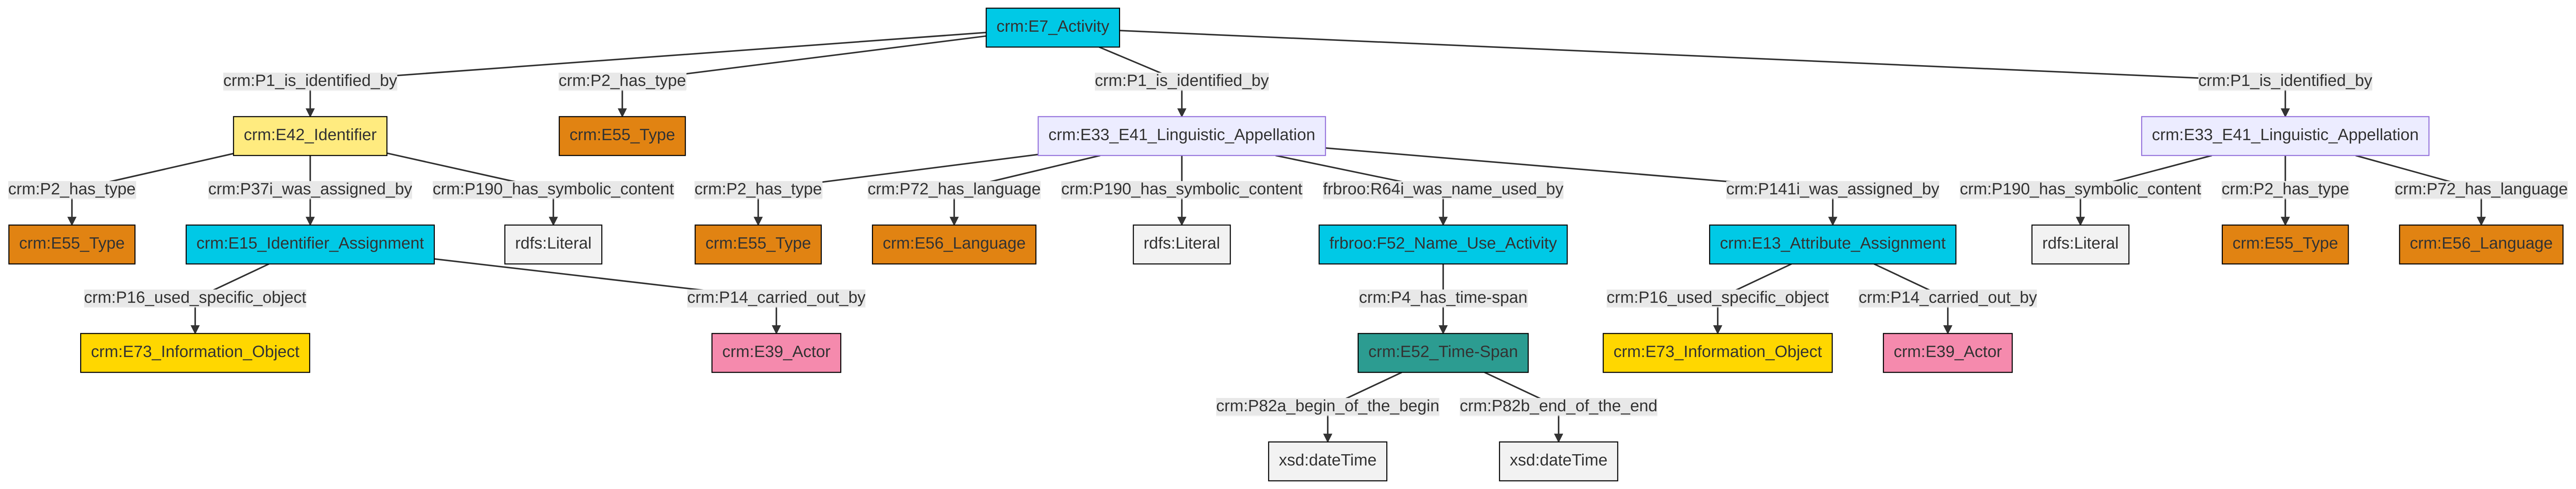 crm:E7_Activity
crm:P1_is_identified_by
crm:P2_has_type
crm:P1_is_identified_by
crm:P1_is_identified_by
crm:E42_Identifier
crm:E55_Type
crm:E33_E41_Linguistic_Appellation
crm:E33_E41_Linguistic_Appellation
crm:P2_has_type
crm:P37i_was_assigned_by
crm:P190_has_symbolic_content
crm:P2_has_type
crm:P72_has_language
crm:P190_has_symbolic_content
frbroo:R64i_was_name_used_by
crm:P141i_was_assigned_by
crm:P190_has_symbolic_content
crm:P2_has_type
crm:P72_has_language
crm:E55_Type
crm:E15_Identifier_Assignment
rdfs:Literal
crm:E55_Type
crm:E56_Language
rdfs:Literal
frbroo:F52_Name_Use_Activity
crm:E13_Attribute_Assignment
rdfs:Literal
crm:E55_Type
crm:E56_Language
crm:P16_used_specific_object
crm:P14_carried_out_by
crm:P4_has_time-span
crm:P16_used_specific_object
crm:P14_carried_out_by
crm:E73_Information_Object
crm:E39_Actor
crm:E52_Time-Span
crm:E73_Information_Object
crm:E39_Actor
crm:P82a_begin_of_the_begin
crm:P82b_end_of_the_end
xsd:dateTime
xsd:dateTime